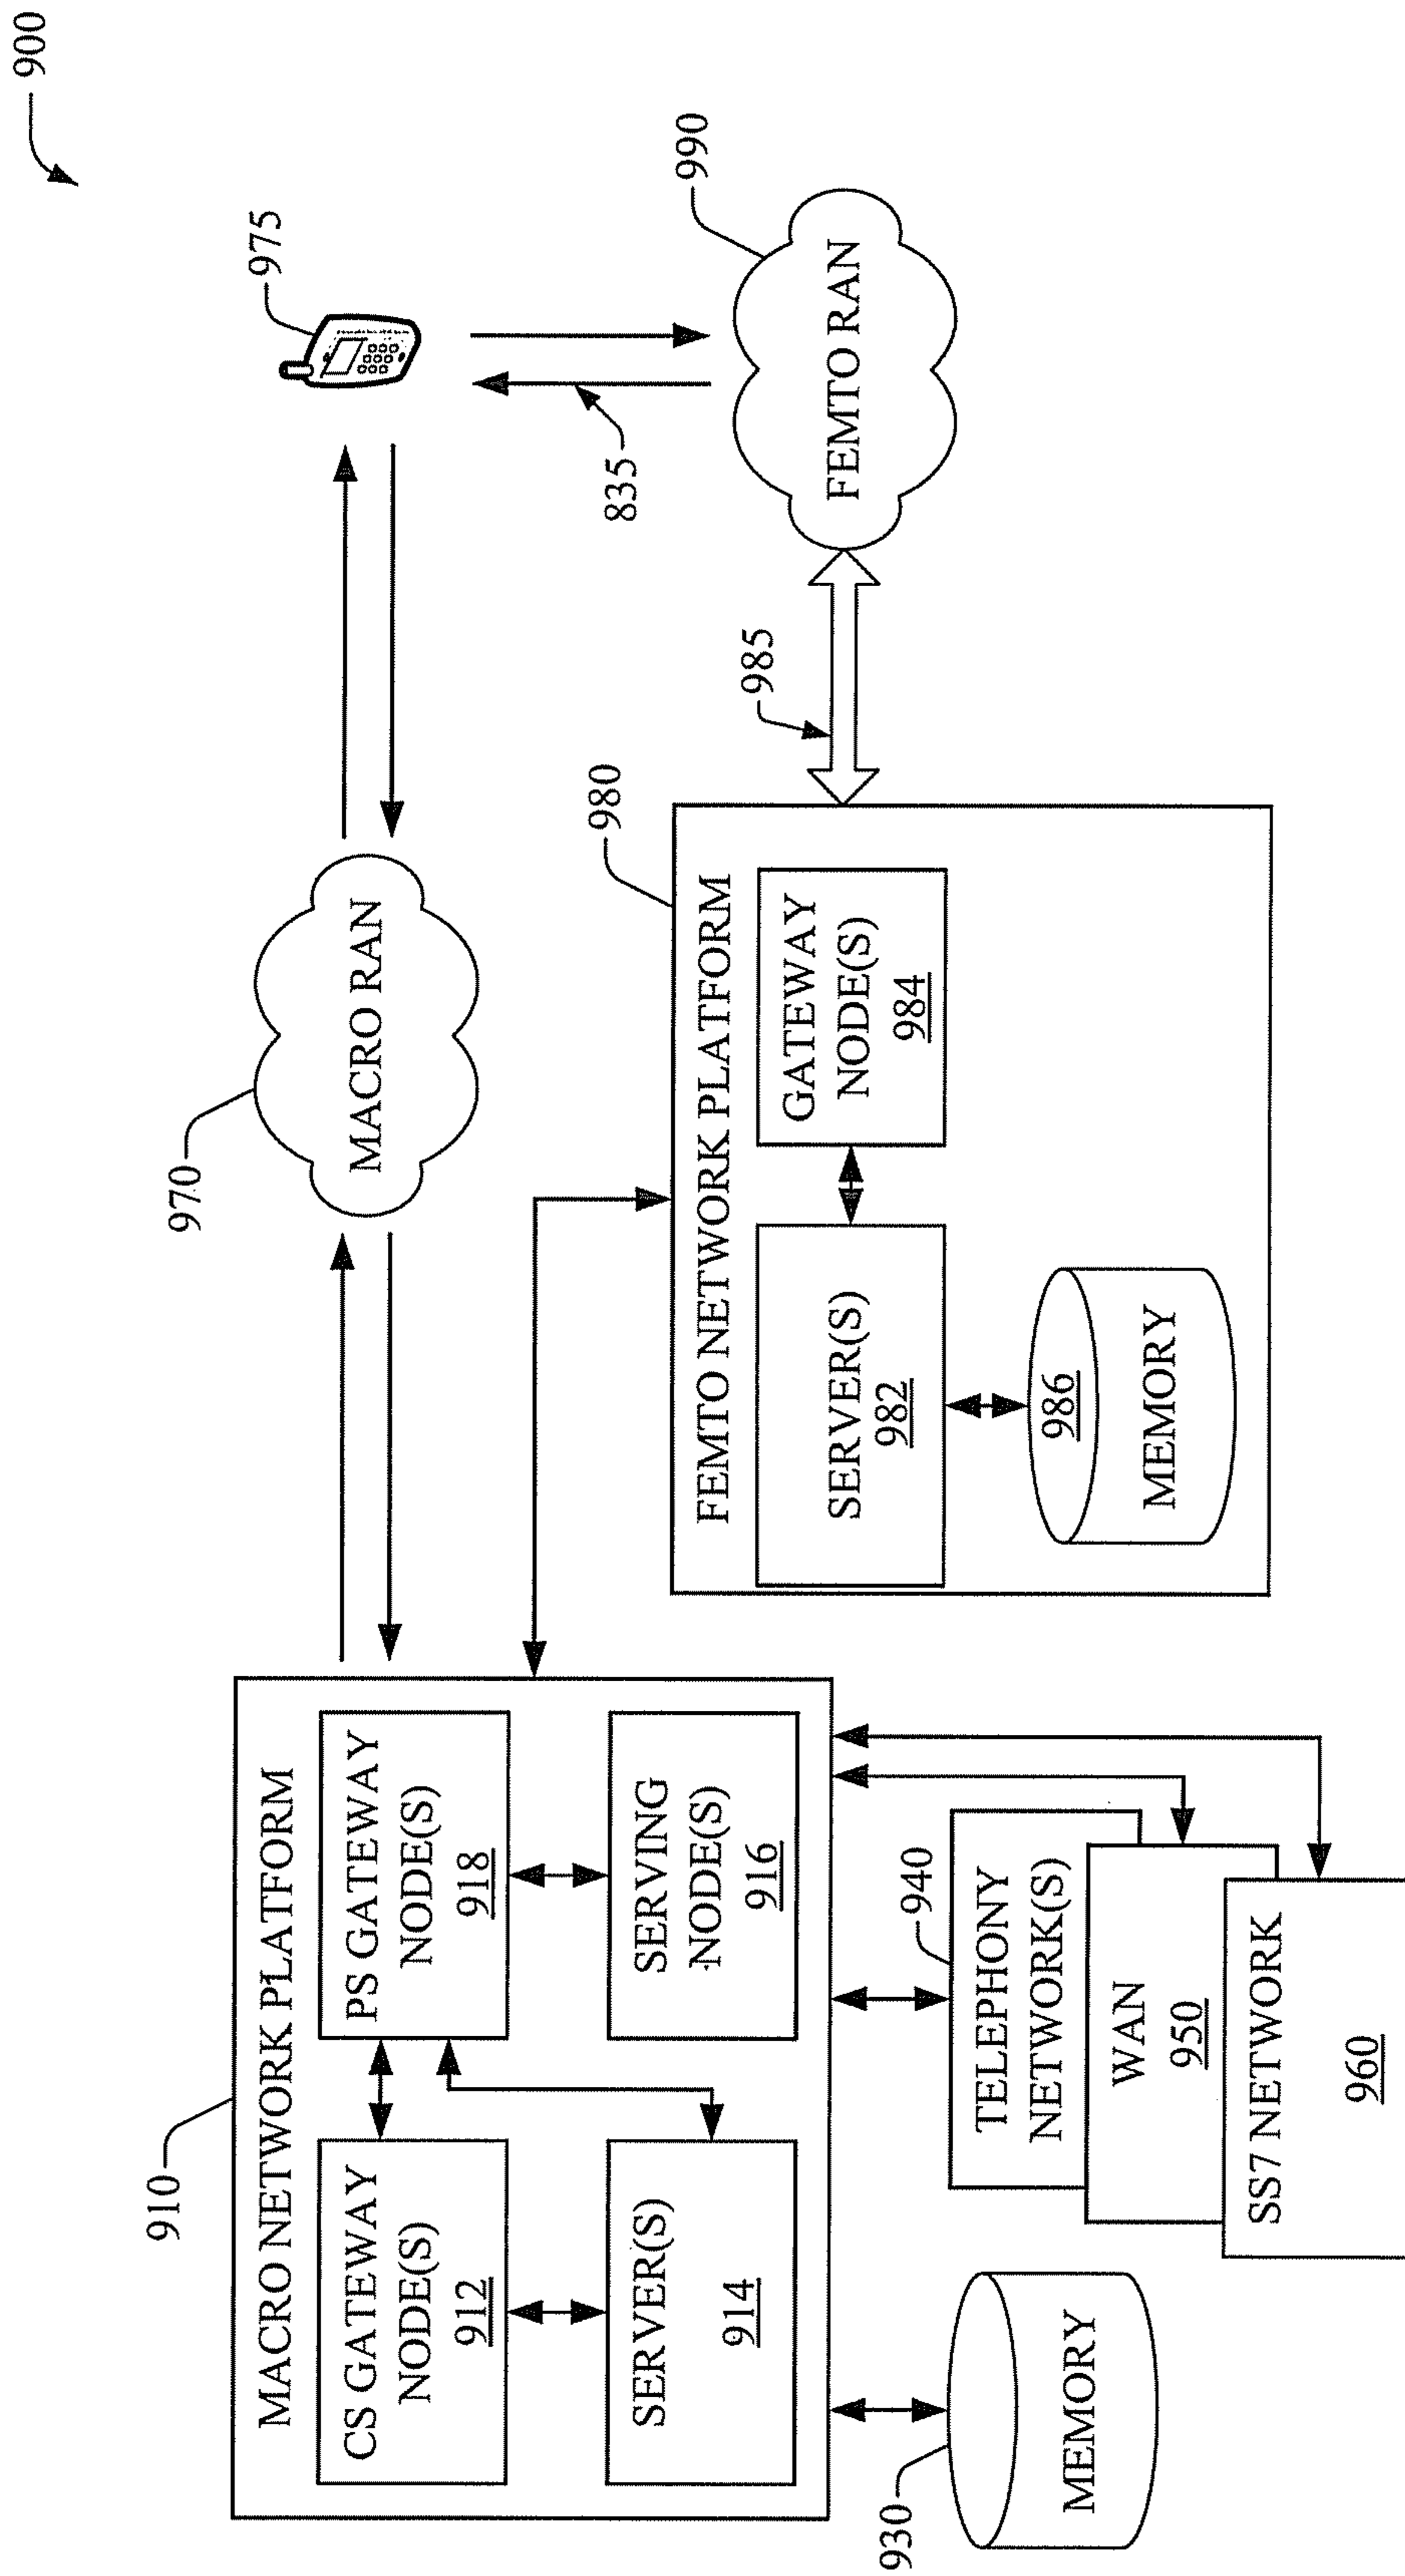 900
975
970
MACRO RAN
835
990
FEMTO RAN
985
910
MACRO NETWORK PLATFORM
CS GATEWAY
NODE(S)
912
PS GATEWAY
NODE(S)
918
SERVER(S)
914
SERVING
NODE(S)
916
980
FEMTO NETWORK PLATFORM
SERVER(S)
982
GATEWAY
NODE(S)
984
986
MEMORY
930
MEMORY
940
TELEPHONY
NETWORK(S)
WAN
950
SS7 NETWORK
960